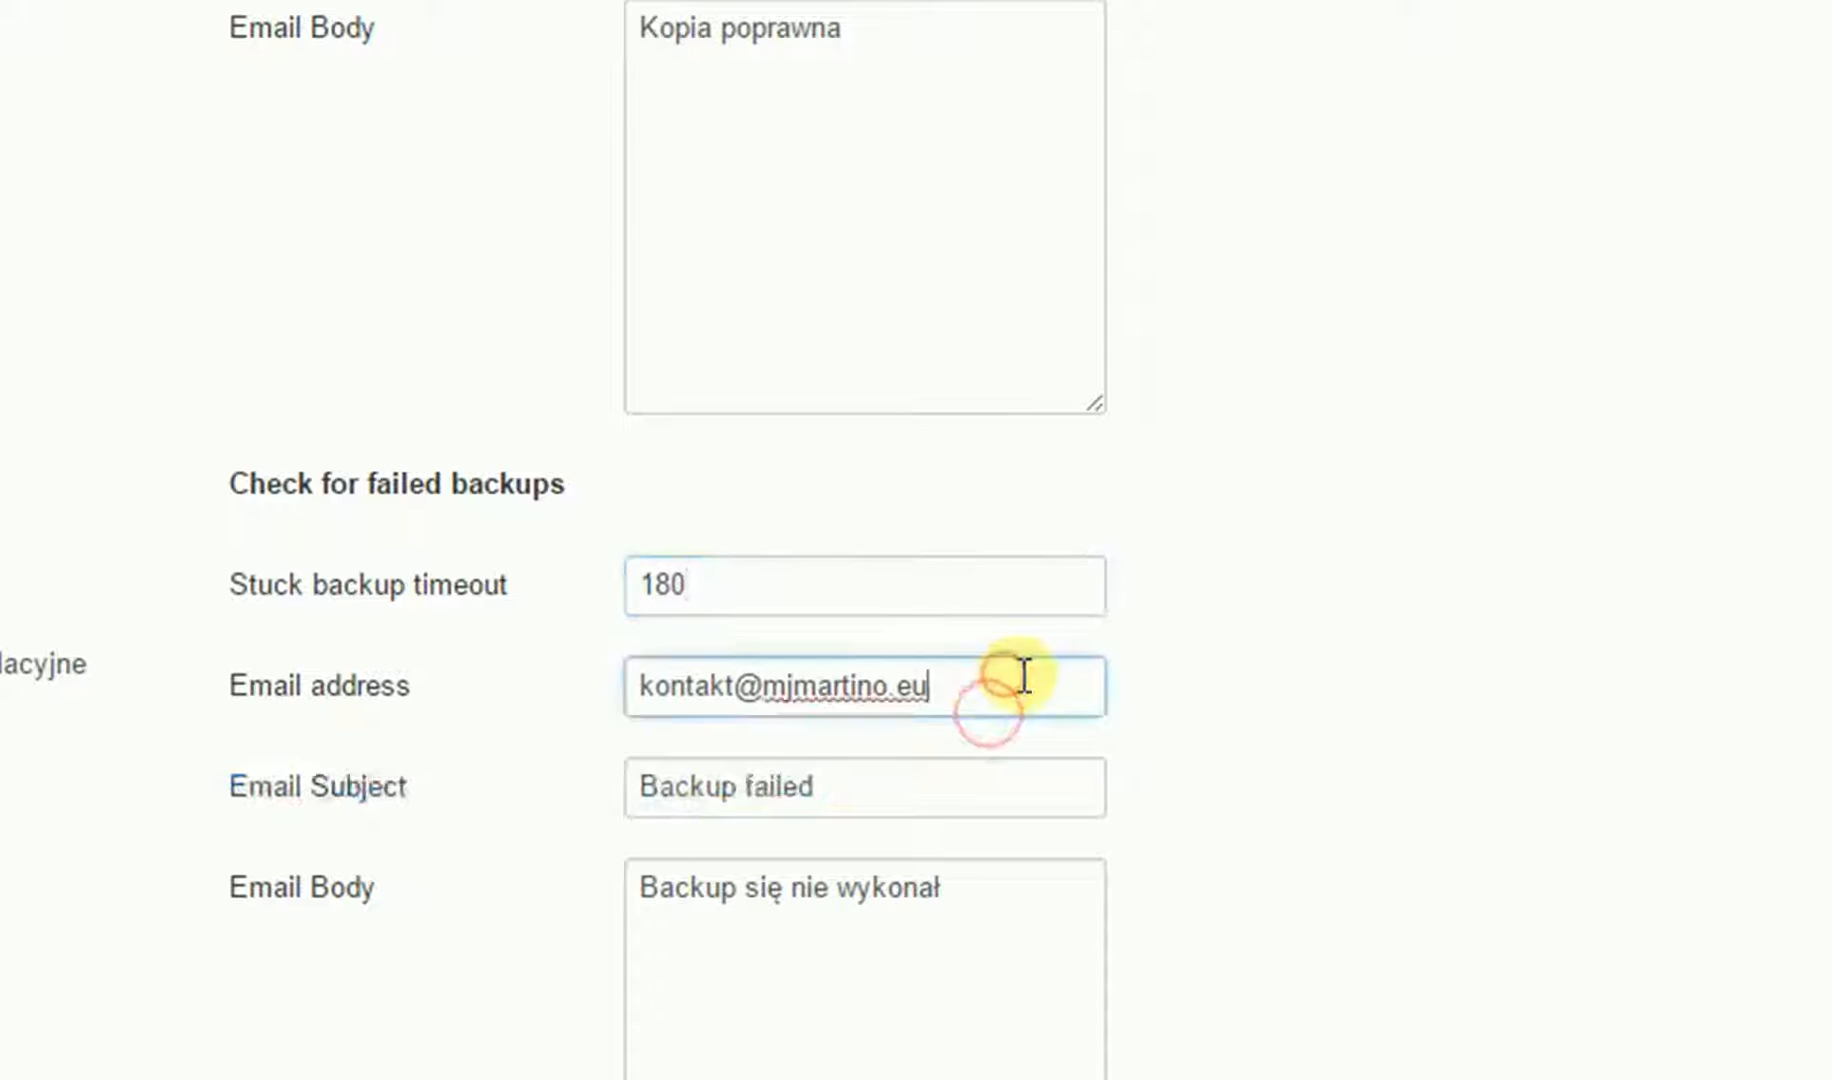 Email Body
Kopia poprawna
Check for failed backups
Stuck backup timeout
180
lacyjne
Email address
kontakt@mjmartino.eu
Email Subject
Backup failed
Email Body
Backup się nie wykonał